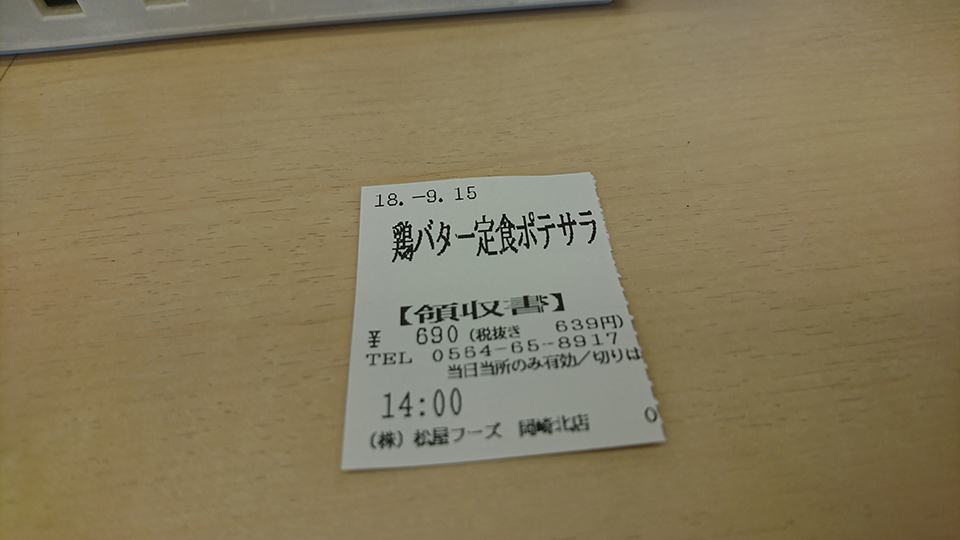 18.-9.15
鶏バター定食ポテサラ
【領収書】
¥ 690 (税抜き 639円)
TEL 0564-65-8917
当日当所のみ有効/切りは
14:00
(株) 松屋フーズ 岡崎北店 0